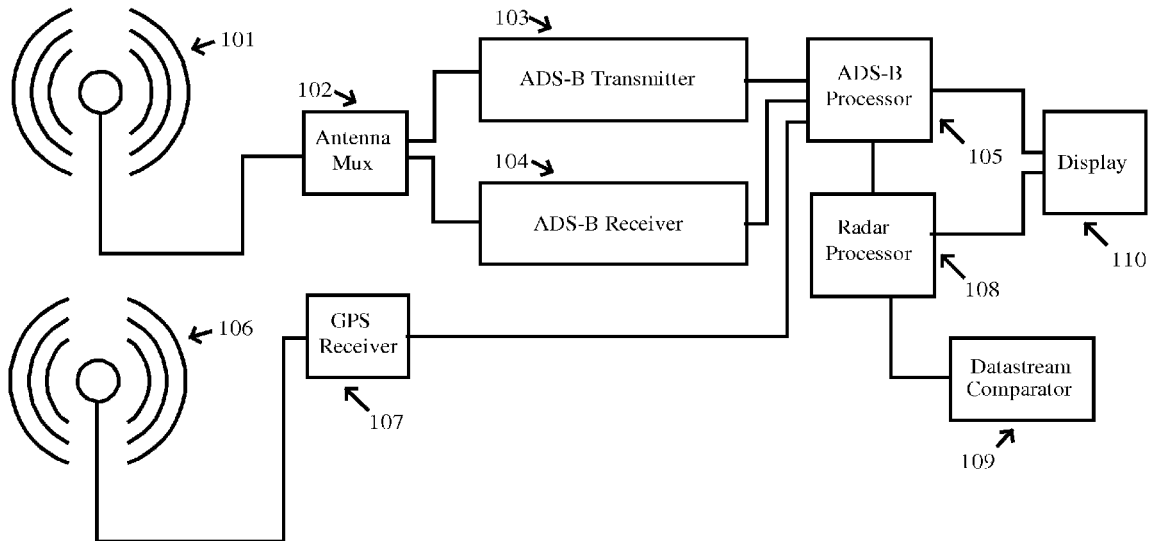 103
101
ADS-B Transmitter
ADS-B
Processor
102
Antenna
Mux
105
104
Display
ADS-B Receiver
Radar
Processor
110
108
106
GPS
Receiver
Datastream
Comparator
107
109